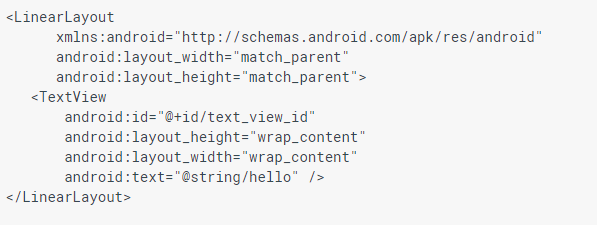 <LinearLayout
xmlns:android="http://schemas.android.com/apk/res/android"
android:layout_width="match_parent"
android:layout_height="match_parent">
<TextView
android:id="@+id/text_view_id"
android:layout_height="wrap_content"
android:layout_width="wrap_content"
android:text="@string/hello" />
</LinearLayout>